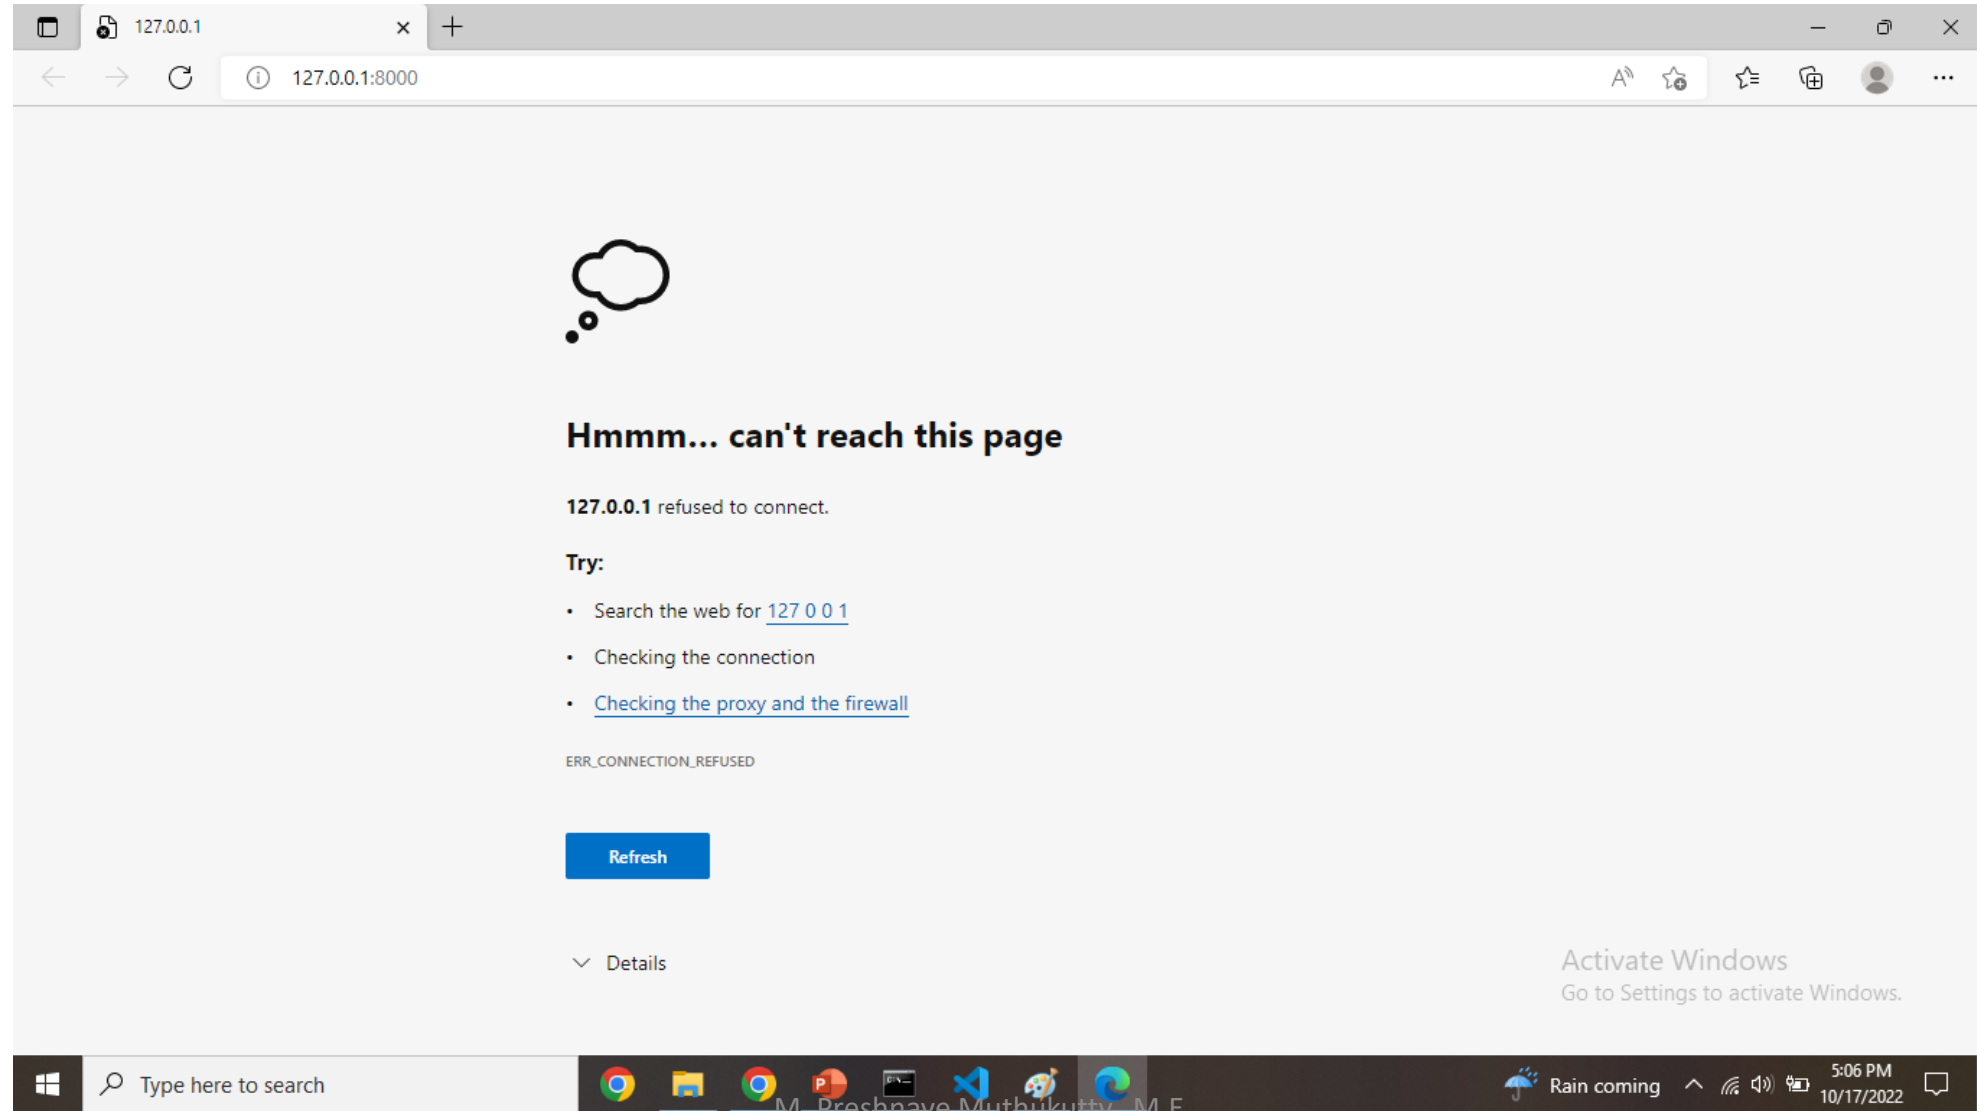 127.0.0.1
127.0.0.1:8000
Hmmm... can't reach this page
127.0.0.1 refused to connect.
Try:
• Search the web for 127 0 0 1
• Checking the connection
• Checking the proxy and the firewall
ERR_CONNECTION_REFUSED
Refresh
Details
Activate Windows
Go to Settings to activate Windows.
Type here to search
Rain coming
5:06 PM
10/17/2022
M. Preshnave Muthukutty M.E